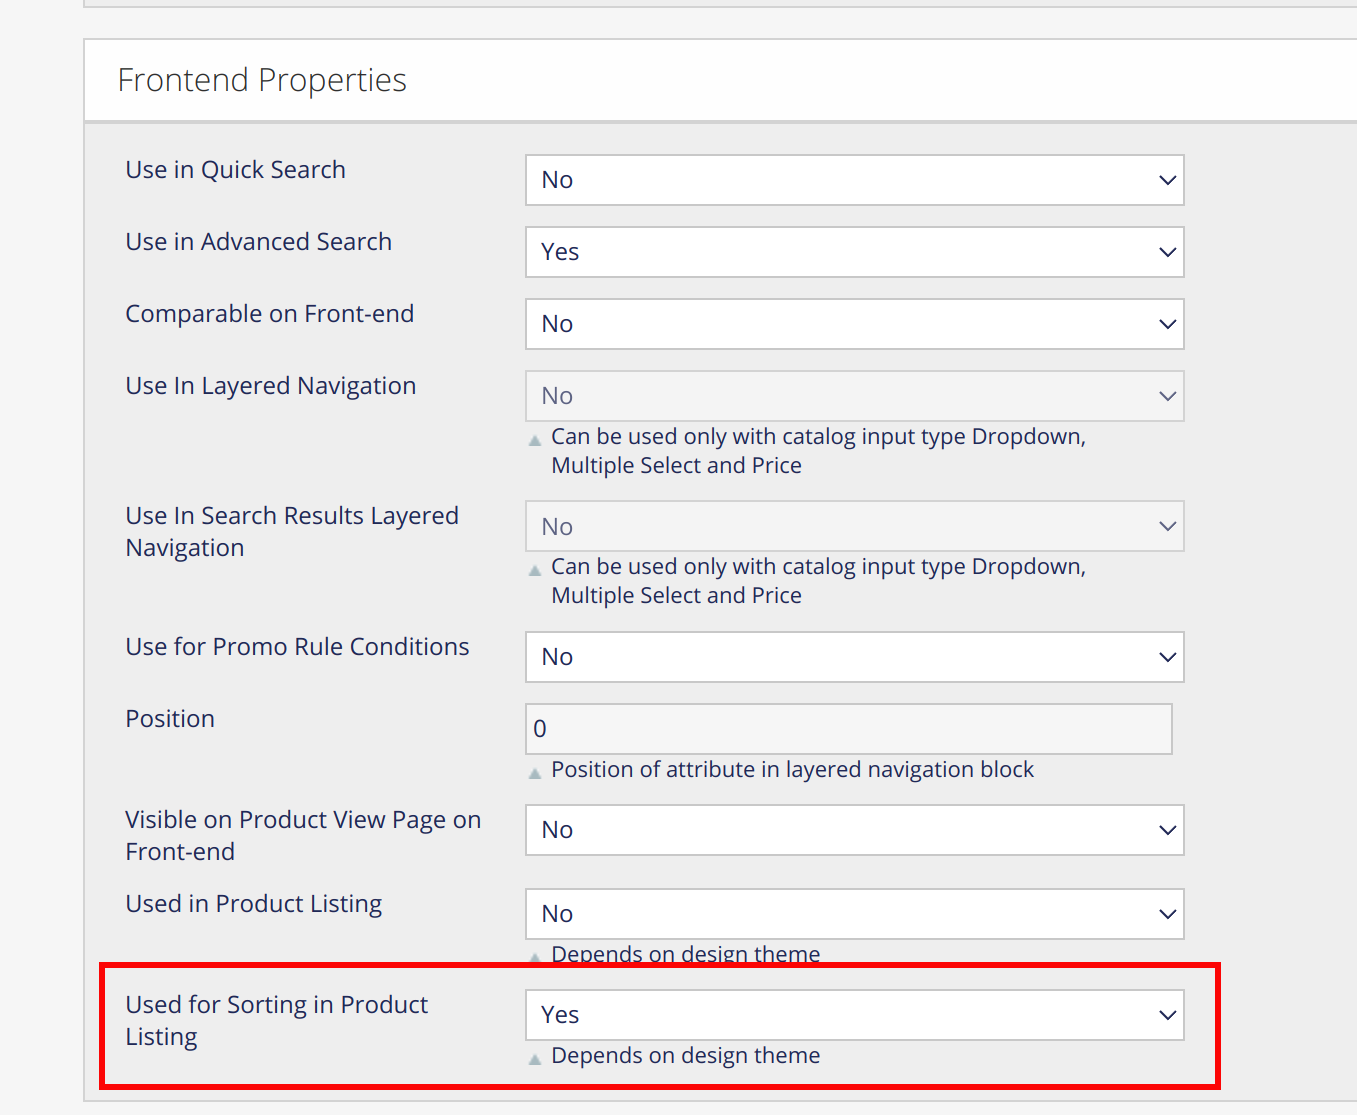 Frontend Properties
Use in Quick Search
No
Use in Advanced Search
Yes
Comparable on Front-end
No
Use In Layered Navigation
No
Can be used only with catalog input type Dropdown,
Multiple Select and Price
Use In Search Results Layered
Navigation
No
Can be used only with catalog input type Dropdown,
Multiple Select and Price
Use for Promo Rule Conditions
No
Position
0
Position of attribute in layered navigation block
Visible on Product View Page on
Front-end
No
Used in Product Listing
No
Depends on design theme
Used for Sorting in Product
Listing
Yes
Depends on design theme